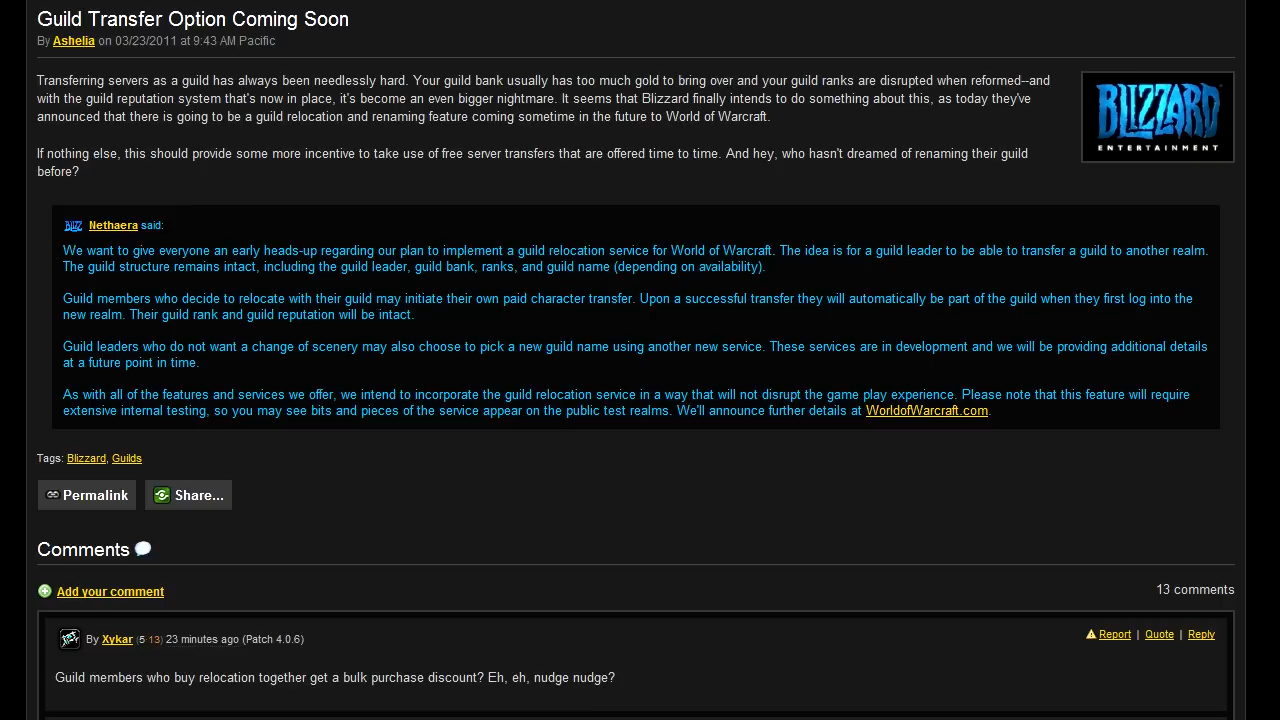 Guild Transfer Option Coming Soon
By Ashelia on 03/23/2011 at 9:43 AM Pacific
Transferring servers as a guild has always been needlessly hard. Your guild bank usually has too much gold to bring over and your guild ranks are disrupted when reformed--and
with the guild reputation system that's now in place, it's become an even bigger nightmare. It seems that Blizzard finally intends to do something about this, as today they've
announced that there is going to be a guild relocation and renaming feature coming sometime in the future to World of Warcraft.
BLIZZARD
ENTERTAINMENT
If nothing else, this should provide some more incentive to take use of free server transfers that are offered time to time. And hey, who hasn't dreamed of renaming their guild
before?
BLIZZ Nethaera said:
We want to give everyone an early heads-up regarding our plan to implement a guild relocation service for World of Warcraft. The idea is for a guild leader to be able to transfer a guild to another realm.
The guild structure remains intact, including the guild leader, guild bank, ranks, and guild name (depending on availability).
Guild members who decide to relocate with their guild may initiate their own paid character transfer. Upon a successful transfer they will automatically be part of the guild when they first log into the
new realm. Their guild rank and guild reputation will be intact.
Guild leaders who do not want a change of scenery may also choose to pick a new guild name using another new service. These services are in development and we will be providing additional details
at a future point in time.
As with all of the features and services we offer, we intend to incorporate the guild relocation service in a way that will not disrupt the game play experience. Please note that this feature will require
extensive internal testing, so you may see bits and pieces of the service appear on the public test realms. We'll announce further details at WorldofWarcraft.com.
Tags: Blizzard, Guilds
Permalink Share...
Comments
Add your comment
13 comments
By Xykar (5 13) 23 minutes ago (Patch 4.0.6)
Report | Quote | Reply
Guild members who buy relocation together get a bulk purchase discount? Eh, eh, nudge nudge?